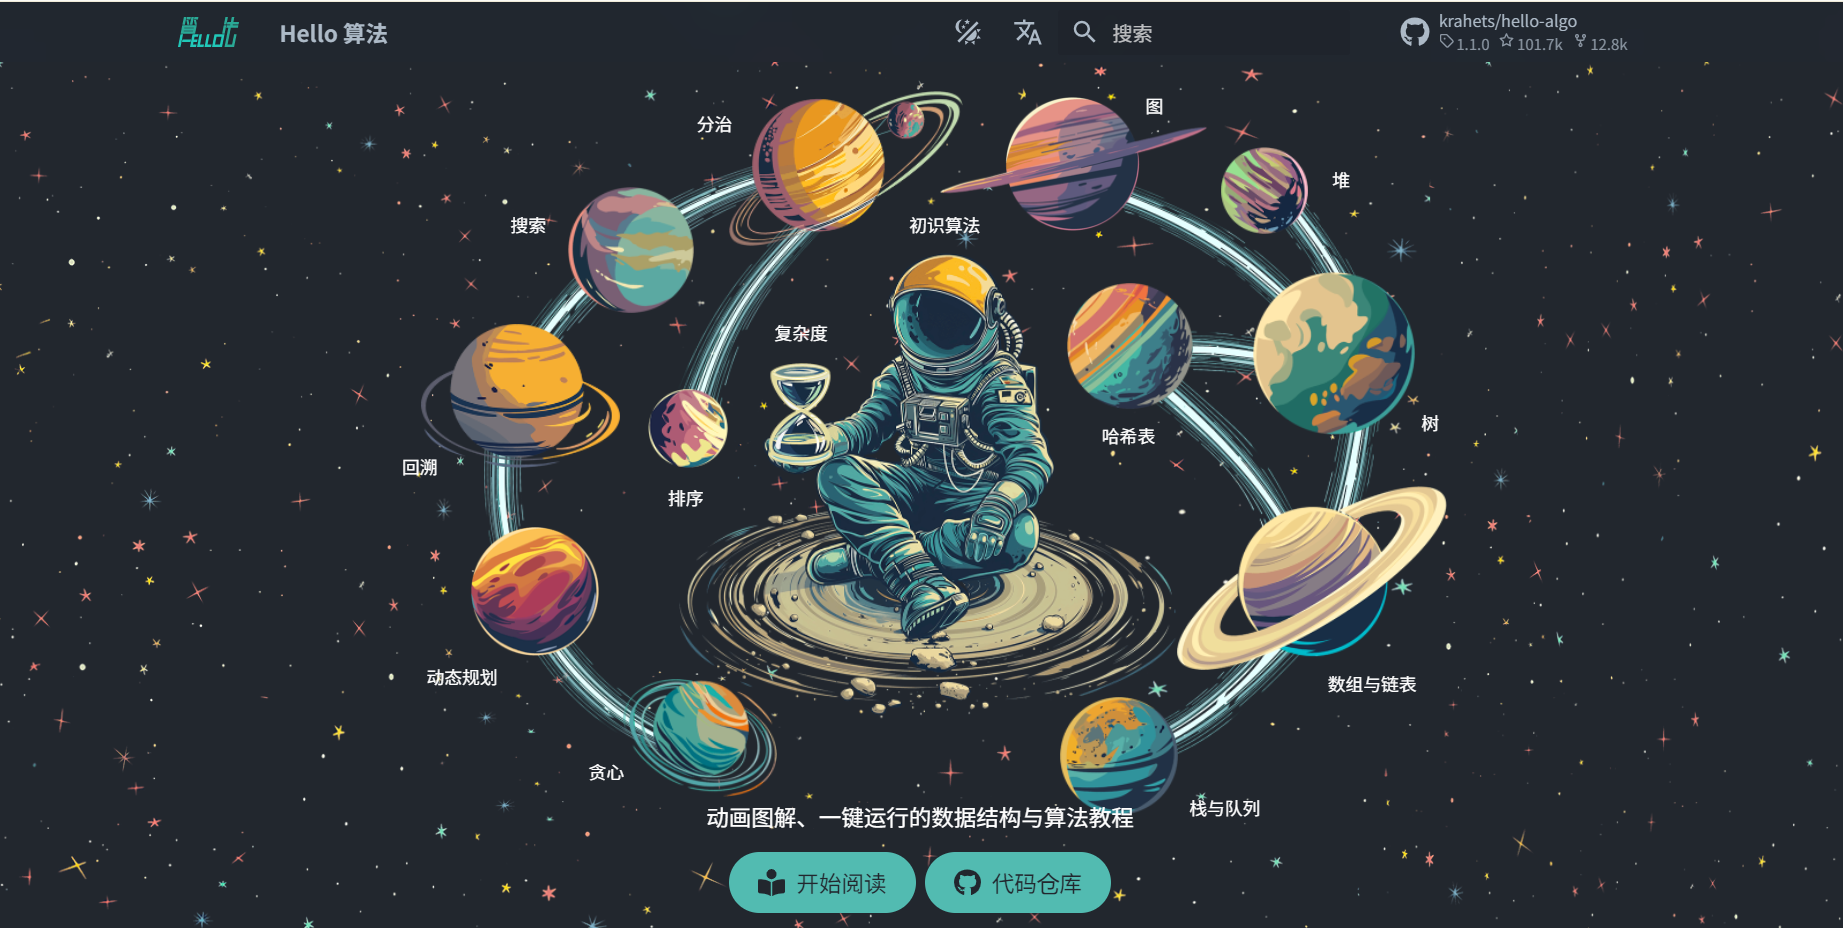 Hello 算法
搜索
krahets/hello-algo
1.1.0 101.7k 12.8k
图
分治
堆
搜索
初识算法
复杂度
树
哈希表
回溯
排序
动态规划
数组与链表
贪心
栈与队列
动画图解、一键运行的数据结构与算法教程
开始阅读
代码仓库